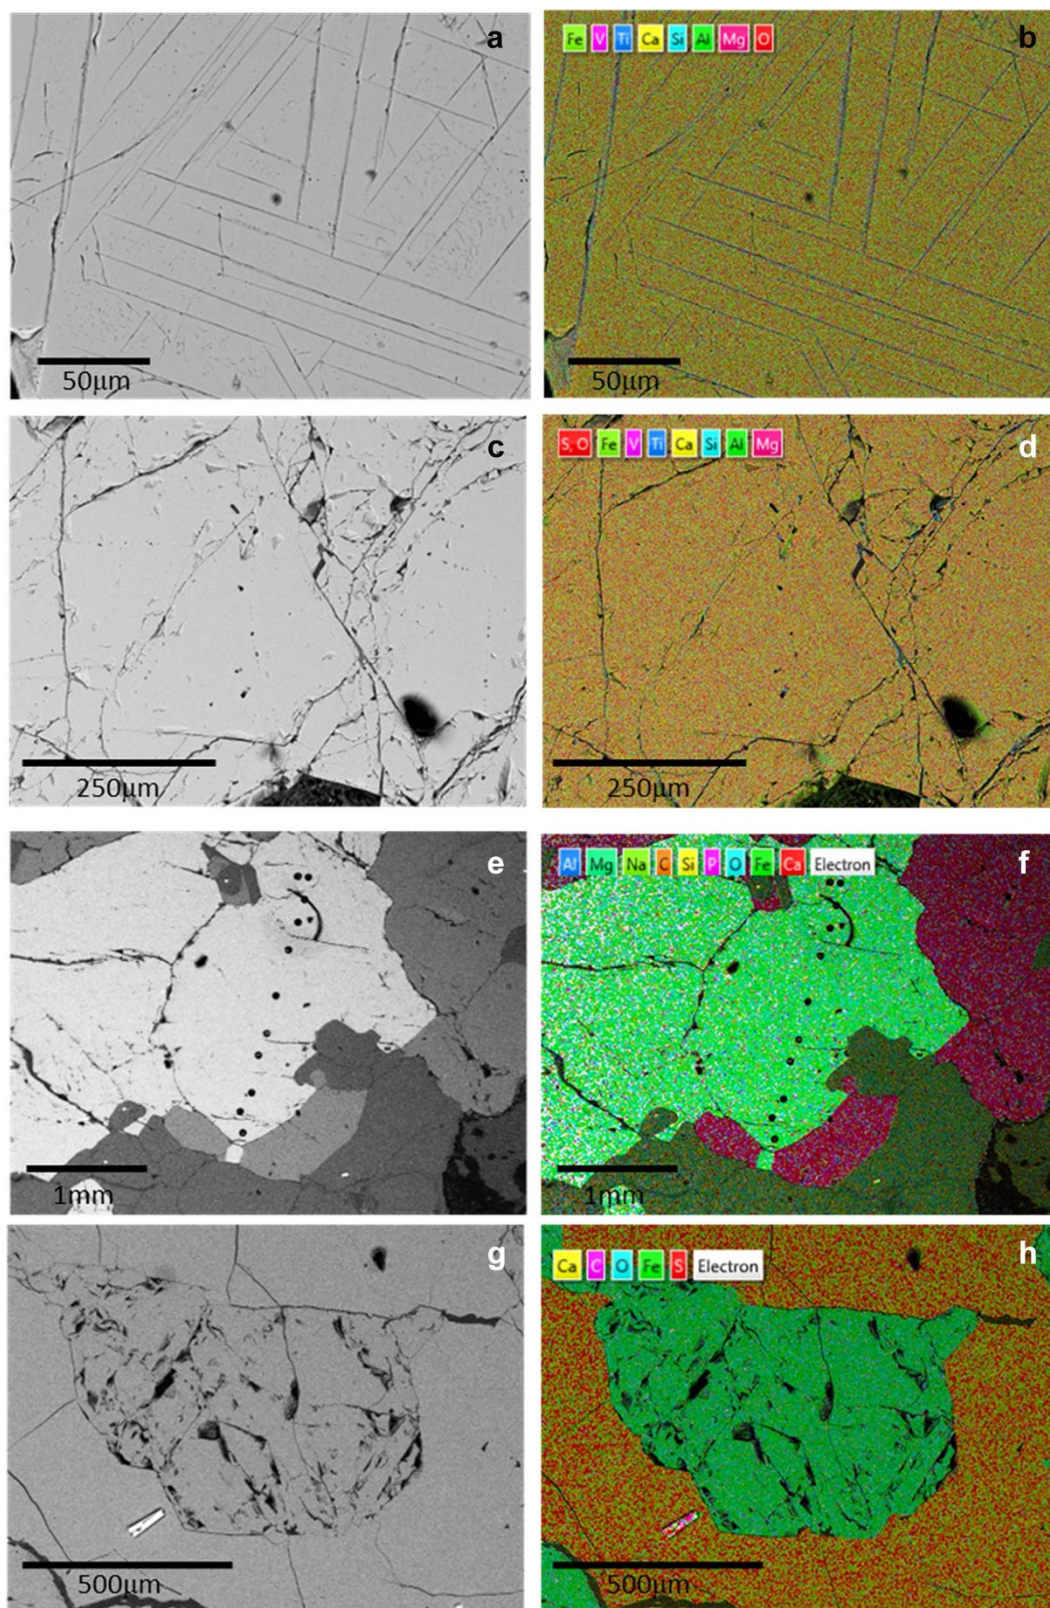 a
Fe V Ti Ca Si Al Mg O b
50μm
50μm
c
S, O Fe V Ti Ca Si Al Mg d
250μm
250μm
e
Al Mg Na C Si P O Fe Ca Electron f
1mm
1mm
g
Ca C O Fe S Electron h
500μm
500μm